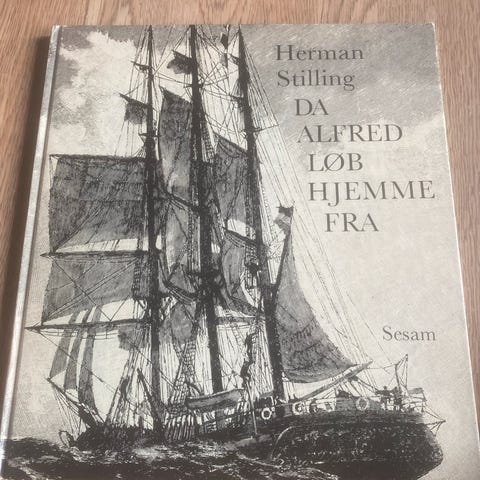 Herman
Stilling
DA
ALFRED
LØB
HJEMME
FRA
Sesam